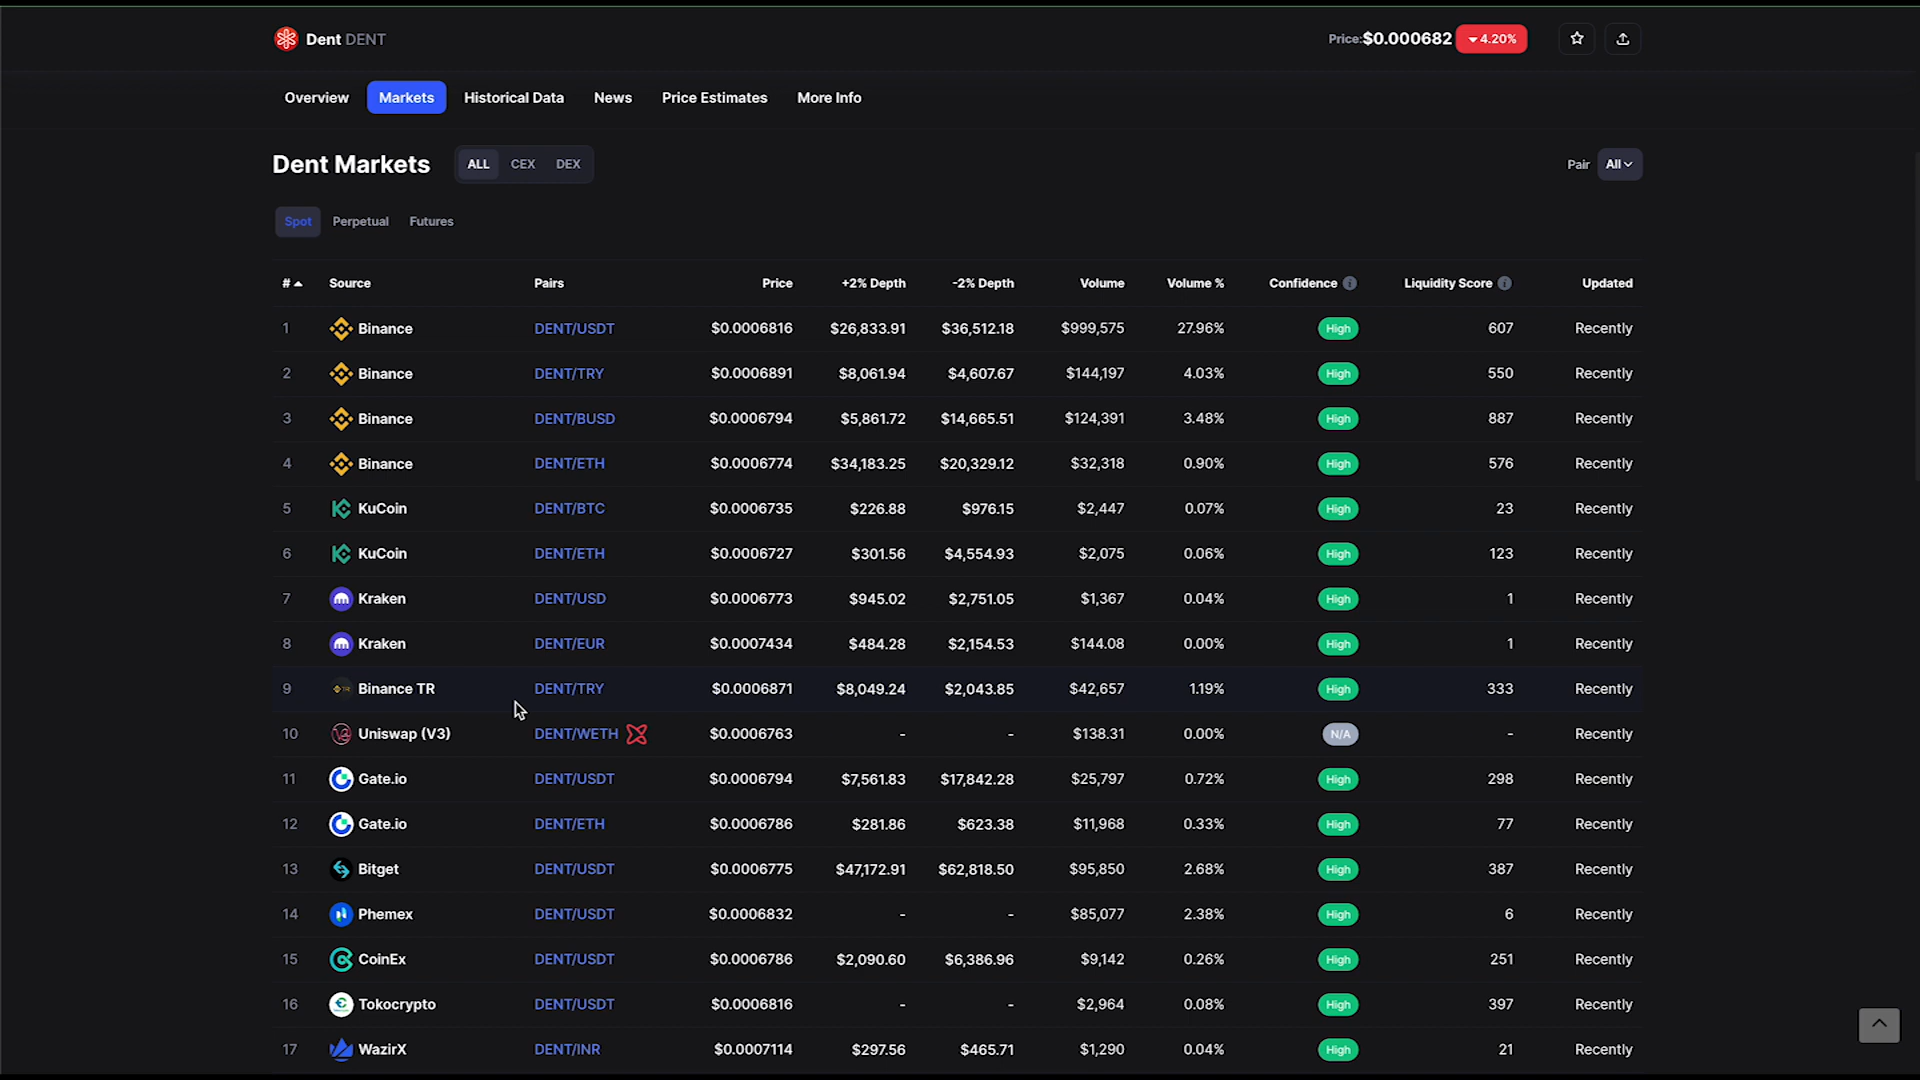 Dent DENT
Price:$0.000682 4.20%
Overview Markets Historical Data News Price Estimates More Info
Dent Markets ALL CEX DEX Pair All
Spot Perpetual Futures
# Source Pairs Price +2% Depth -2% Depth Volume Volume % Confidence Liquidity Score Updated
1 Binance DENT/USDT $0.0006816 $26,833.91 $36,512.18 $999,575 27.96% High 607 Recently
2 Binance DENT/TRY $0.0006891 $8,061.94 $4,607.67 $144,197 4.03% High 550 Recently
3 Binance DENT/BUSD $0.0006794 $5,861.72 $14,665.51 $124,391 3.48% High 887 Recently
4 Binance DENT/ETH $0.0006774 $34,183.25 $20,329.12 $32,318 0.90% High 576 Recently
5 KuCoin DENT/BTC $0.0006735 $226.88 $976.15 $2,447 0.07% High 23 Recently
6 KuCoin DENT/ETH $0.0006727 $301.56 $4,554.93 $2,075 0.06% High 123 Recently
7 Kraken DENT/USD $0.0006773 $945.02 $2,751.05 $1,367 0.04% High 1 Recently
8 Kraken DENT/EUR $0.0007434 $484.28 $2,154.53 $144.08 0.00% High 1 Recently
9 Binance TR DENT/TRY $0.0006871 $8,049.24 $2,043.85 $42,657 1.19% High 333 Recently
10 Uniswap (V3) DENT/WETH $0.0006763 - - $138.31 0.00% N/A - Recently
11 Gate.io DENT/USDT $0.0006794 $7,561.83 $17,842.28 $25,797 0.72% High 298 Recently
12 Gate.io DENT/ETH $0.0006786 $281.86 $623.38 $11,968 0.33% High 77 Recently
13 Bitget DENT/USDT $0.0006775 $47,172.91 $62,818.50 $95,850 2.68% High 387 Recently
14 Phemex DENT/USDT $0.0006832 - - $85,077 2.38% High 6 Recently
15 CoinEx DENT/USDT $0.0006786 $2,090.60 $6,386.96 $9,142 0.26% High 251 Recently
16 Tokocrypto DENT/USDT $0.0006816 - - $2,964 0.08% High 397 Recently
17 WazirX DENT/INR $0.0007114 $297.56 $465.71 $1,290 0.04% High 21 Recently